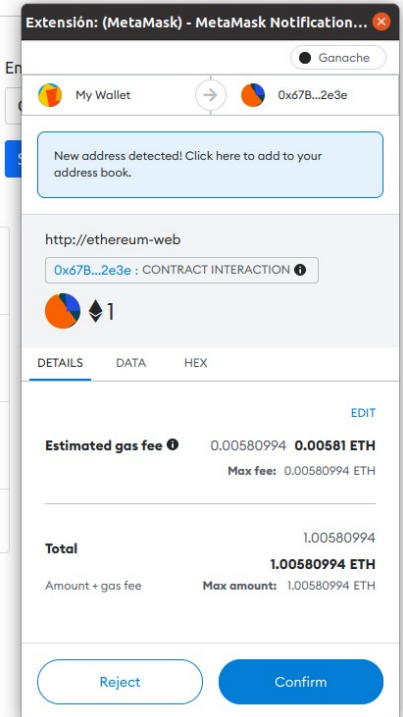 Extensión: (MetaMask) - MetaMask Notification...
Ganache
En
My Wallet
0x67B...2e3e
New address detected! Click here to add to your
address book.
http://ethereum-web
0x67B...2e3e : CONTRACT INTERACTION
1
DETAILS DATA HEX
EDIT
Estimated gas fee 0.00580994 0.00581 ETH
Max fee: 0.00580994 ETH
1.00580994
Total
1.00580994 ETH
Amount + gas fee Max amount: 1.00580994 ETH
Reject Confirm